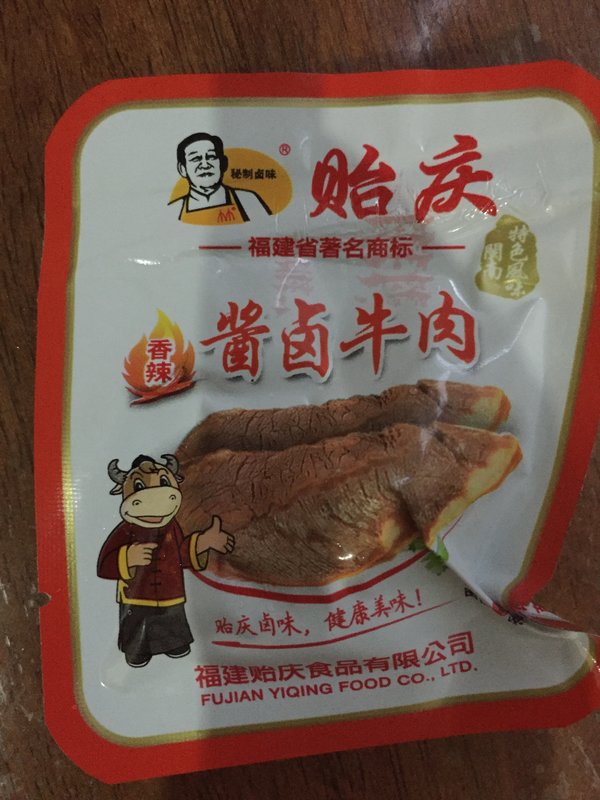 秘制卤味
®
贻庆
福建省著名商标
特色风味
閩南
香辣
酱卤牛肉
贻庆卤味，健康美味！
福建贻庆食品有限公司
FUJIAN YIQING FOOD CO., LTD.